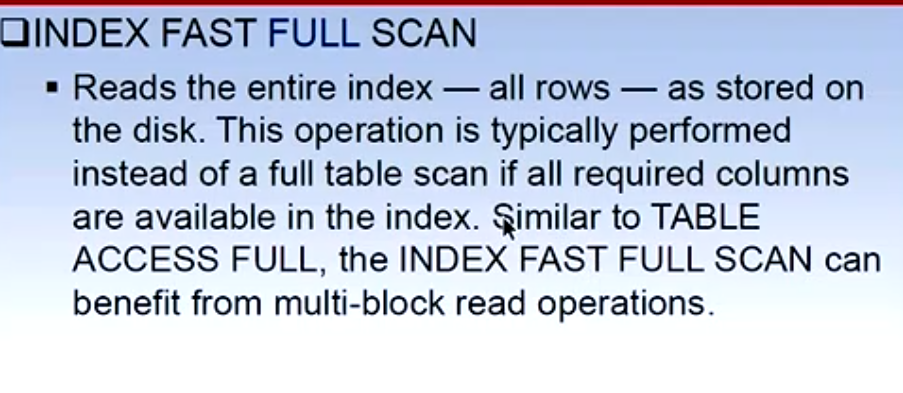 ❑INDEX FAST FULL SCAN
▪ Reads the entire index — all rows — as stored on
the disk. This operation is typically performed
instead of a full table scan if all required columns
are available in the index. Similar to TABLE
ACCESS FULL, the INDEX FAST FULL SCAN can
benefit from multi-block read operations.